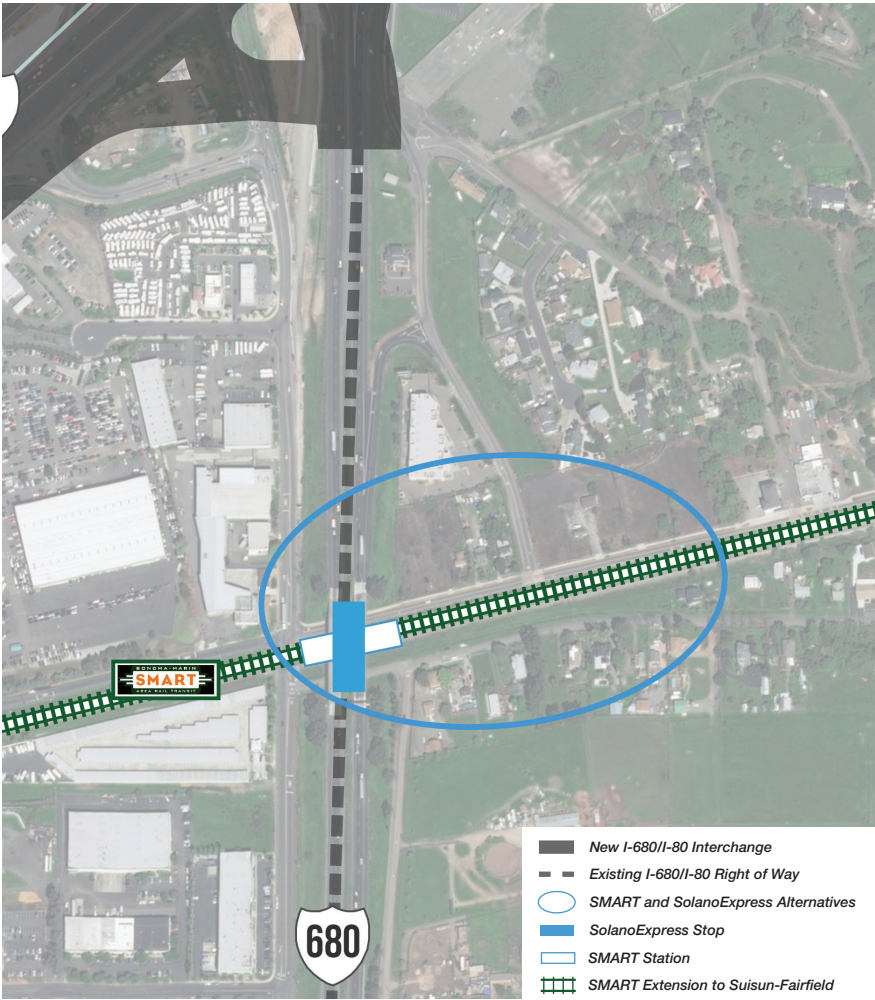 SONOMA-MARIN
SMART
AREA RAIL TRANSIT
680
New I-680/I-80 Interchange
Existing I-680/I-80 Right of Way
SMART and SolanoExpress Alternatives
SolanoExpress Stop
SMART Station
SMART Extension to Suisun-Fairfield